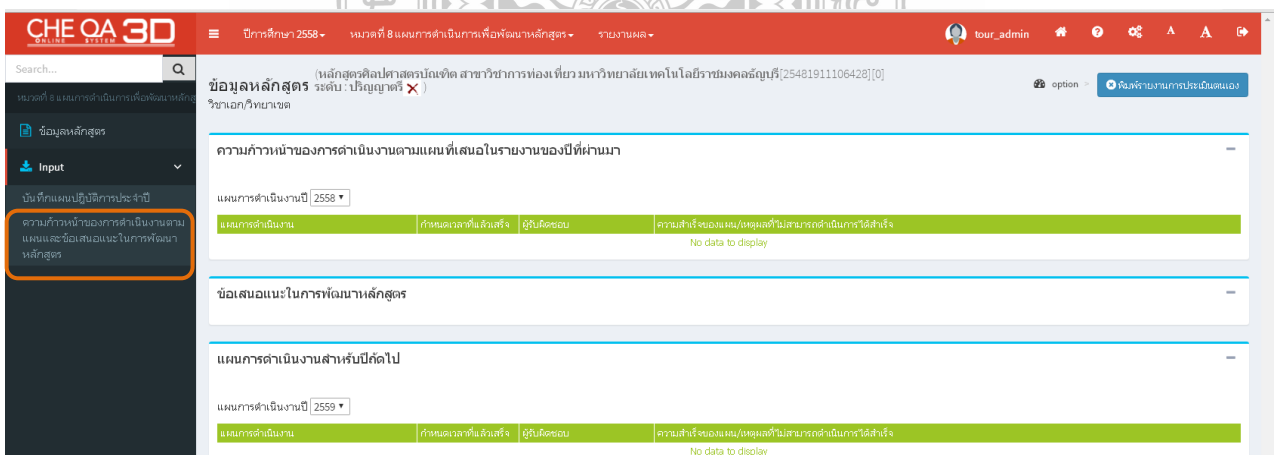 CHE QA 3D
ONLINE SYSTEM
ปีการศึกษา 2558
หมวดที่ 8 แผนการดำเนินการเพื่อพัฒนาหลักสูตร
รายงานผล
tour_admin
A
A
Search...
หมวดที่ 8 แผนการดำเนินการเพื่อพัฒนาหลักสู
ข้อมูลหลักสูตร
Input
บันทึกแผนปฏิบัติการประจำปี
ความก้าวหน้าของการดำเนินงานตาม
แผนและข้อเสนอแนะในการพัฒนา
หลักสูตร
ข้อมูลหลักสูตร (หลักสูตรศิลปศาสตรบัณฑิต สาขาวิชาการท่องเที่ยว มหาวิทยาลัยเทคโนโลยีราชมงคลธัญบุรี[25481911106428][0]
ระดับ : ปริญญาตรี )
วิชาเอก/วิทยาเขต
option >
พิมพ์รายงานการประเมินตนเอง
ความก้าวหน้าของการดำเนินงานตามแผนที่เสนอในรายงานของปีที่ผ่านมา
แผนการดำเนินงานปี 2558
แผนการดำเนินงาน กำหนดเวลาที่แล้วเสร็จ ผู้รับผิดชอบ ความสำเร็จของแผน/เหตุผลที่ไม่สามารถดำเนินการได้สำเร็จ
No data to display
ข้อเสนอแนะในการพัฒนาหลักสูตร
แผนการดำเนินงานสำหรับปีถัดไป
แผนการดำเนินงานปี 2559
แผนการดำเนินงาน กำหนดเวลาที่แล้วเสร็จ ผู้รับผิดชอบ ความสำเร็จของแผน/เหตุผลที่ไม่สามารถดำเนินการได้สำเร็จ
No data to display